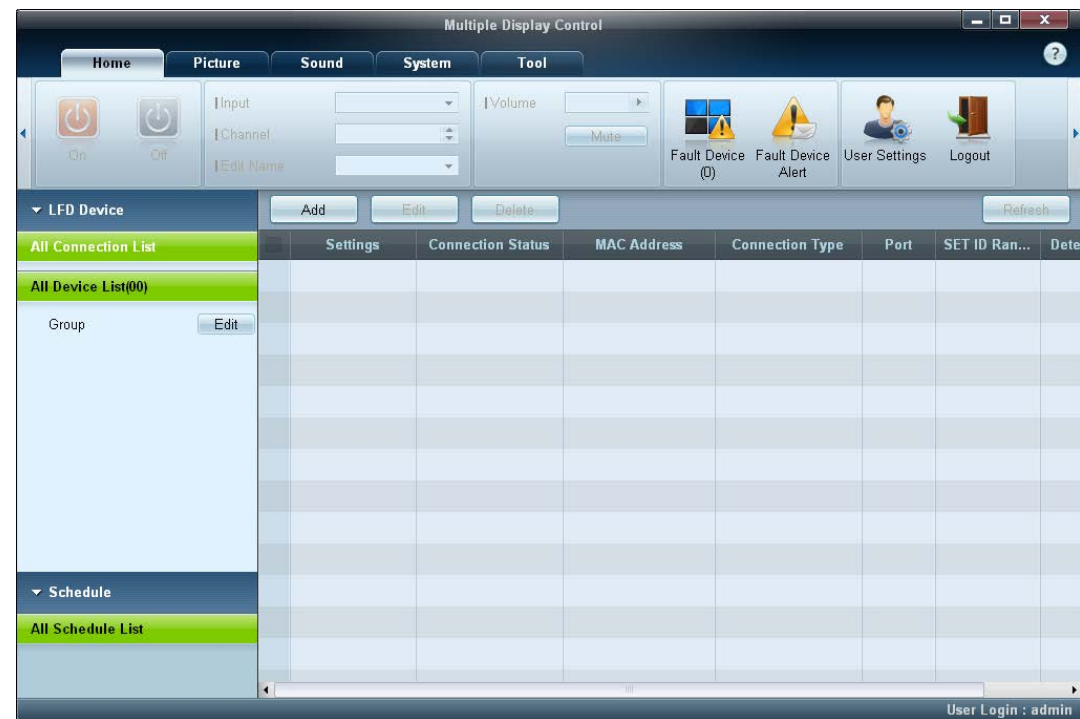 Multiple Display Control
Home Picture Sound System Tool
Input
Volume
Channel
Mute
Edit Name
On Off
Fault Device (0)
Fault Device Alert
User Settings
Logout
LFD Device
Add Edit Delete Refresh
All Connection List
Settings Connection Status MAC Address Connection Type Port SET ID Ran... Dete
All Device List(00)
Group Edit
Schedule
All Schedule List
User Login : admin